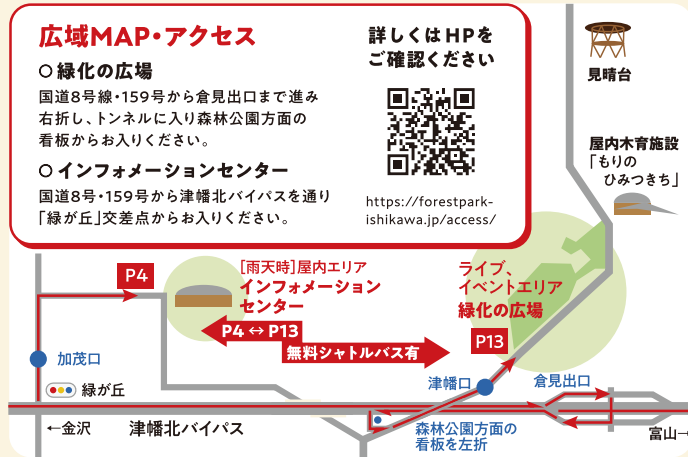 広域MAP・アクセス
○緑化の広場
国道8号線・159号から倉見出口まで進み
右折し、トンネルに入り森林公園方面の
看板からお入りください。
○インフォメーションセンター
国道8号・159号から津幡北バイパスを通り
「緑が丘」交差点からお入りください。
詳しくはHPを
ご確認ください
https://forestpark-
ishikawa.jp/access/
見晴台
屋内木育施設
「もりの
ひみつきち」
P4
[雨天時]屋内エリア
インフォメーション
センター
ライブ、
イベントエリア
緑化の広場
P4↔P13
無料シャトルバス有
P13
加茂口
緑が丘
津幡口
倉見出口
←金沢
津幡北バイパス
森林公園方面の
看板を左折
富山→